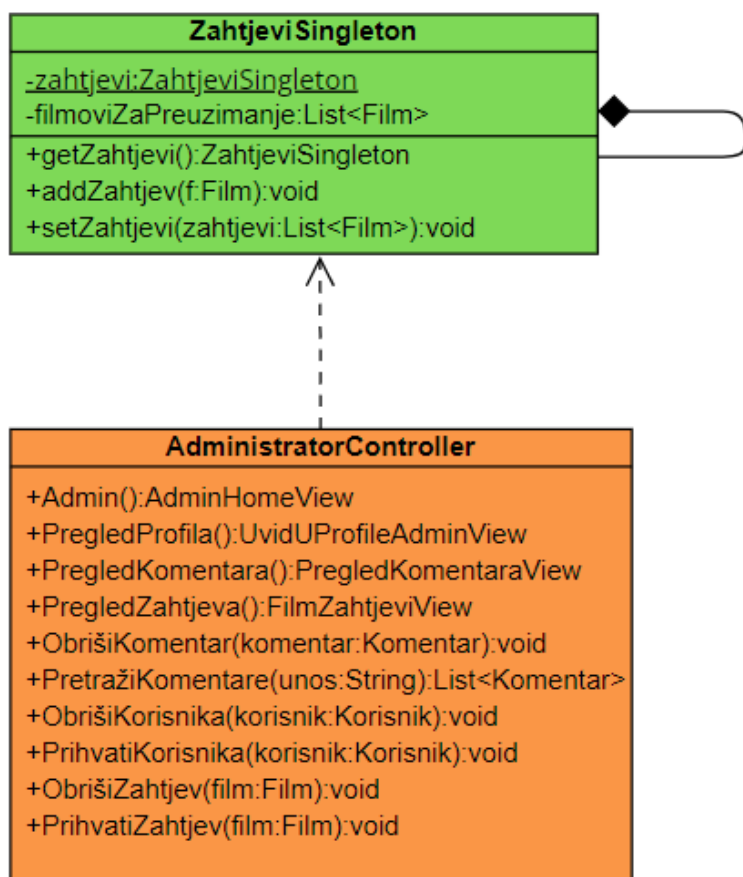 ZahtjeviSingleton
-zahtjevi:ZahtjeviSingleton
-filmoviZaPreuzimanje:List<Film>
+getZahtjevi():ZahtjeviSingleton
+addZahtjev(f:Film):void
+setZahtjevi(zahtjevi:List<Film>):void
AdministratorController
+Admin():AdminHomeView
+PregledProfila():UvidUProfileAdminView
+PregledKomentara():PregledKomentaraView
+PregledZahtjeva():FilmZahtjeviView
+ObrišiKomentar(komentar:Komentar):void
+PretražiKomentare(unos:String):List<Komentar>
+ObrišiKorisnika(korisnik:Korisnik):void
+PrihvatiKorisnika(korisnik:Korisnik):void
+ObrišiZahtjev(film:Film):void
+PrihvatiZahtjev(film:Film):void